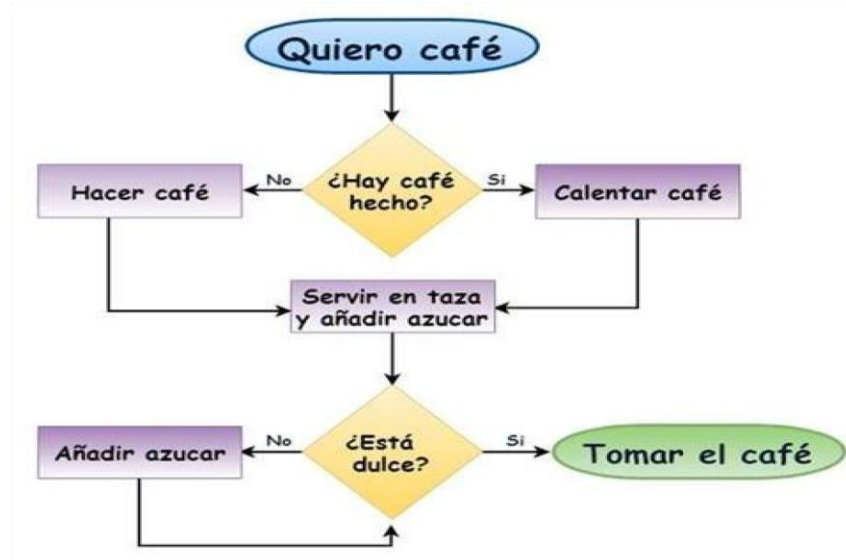 Quiero café
¿Hay café
hecho?
No
Si
Hacer café
Calentar café
Servir en taza
y añadir azucar
¿Está
dulce?
No
Si
Añadir azucar
Tomar el café